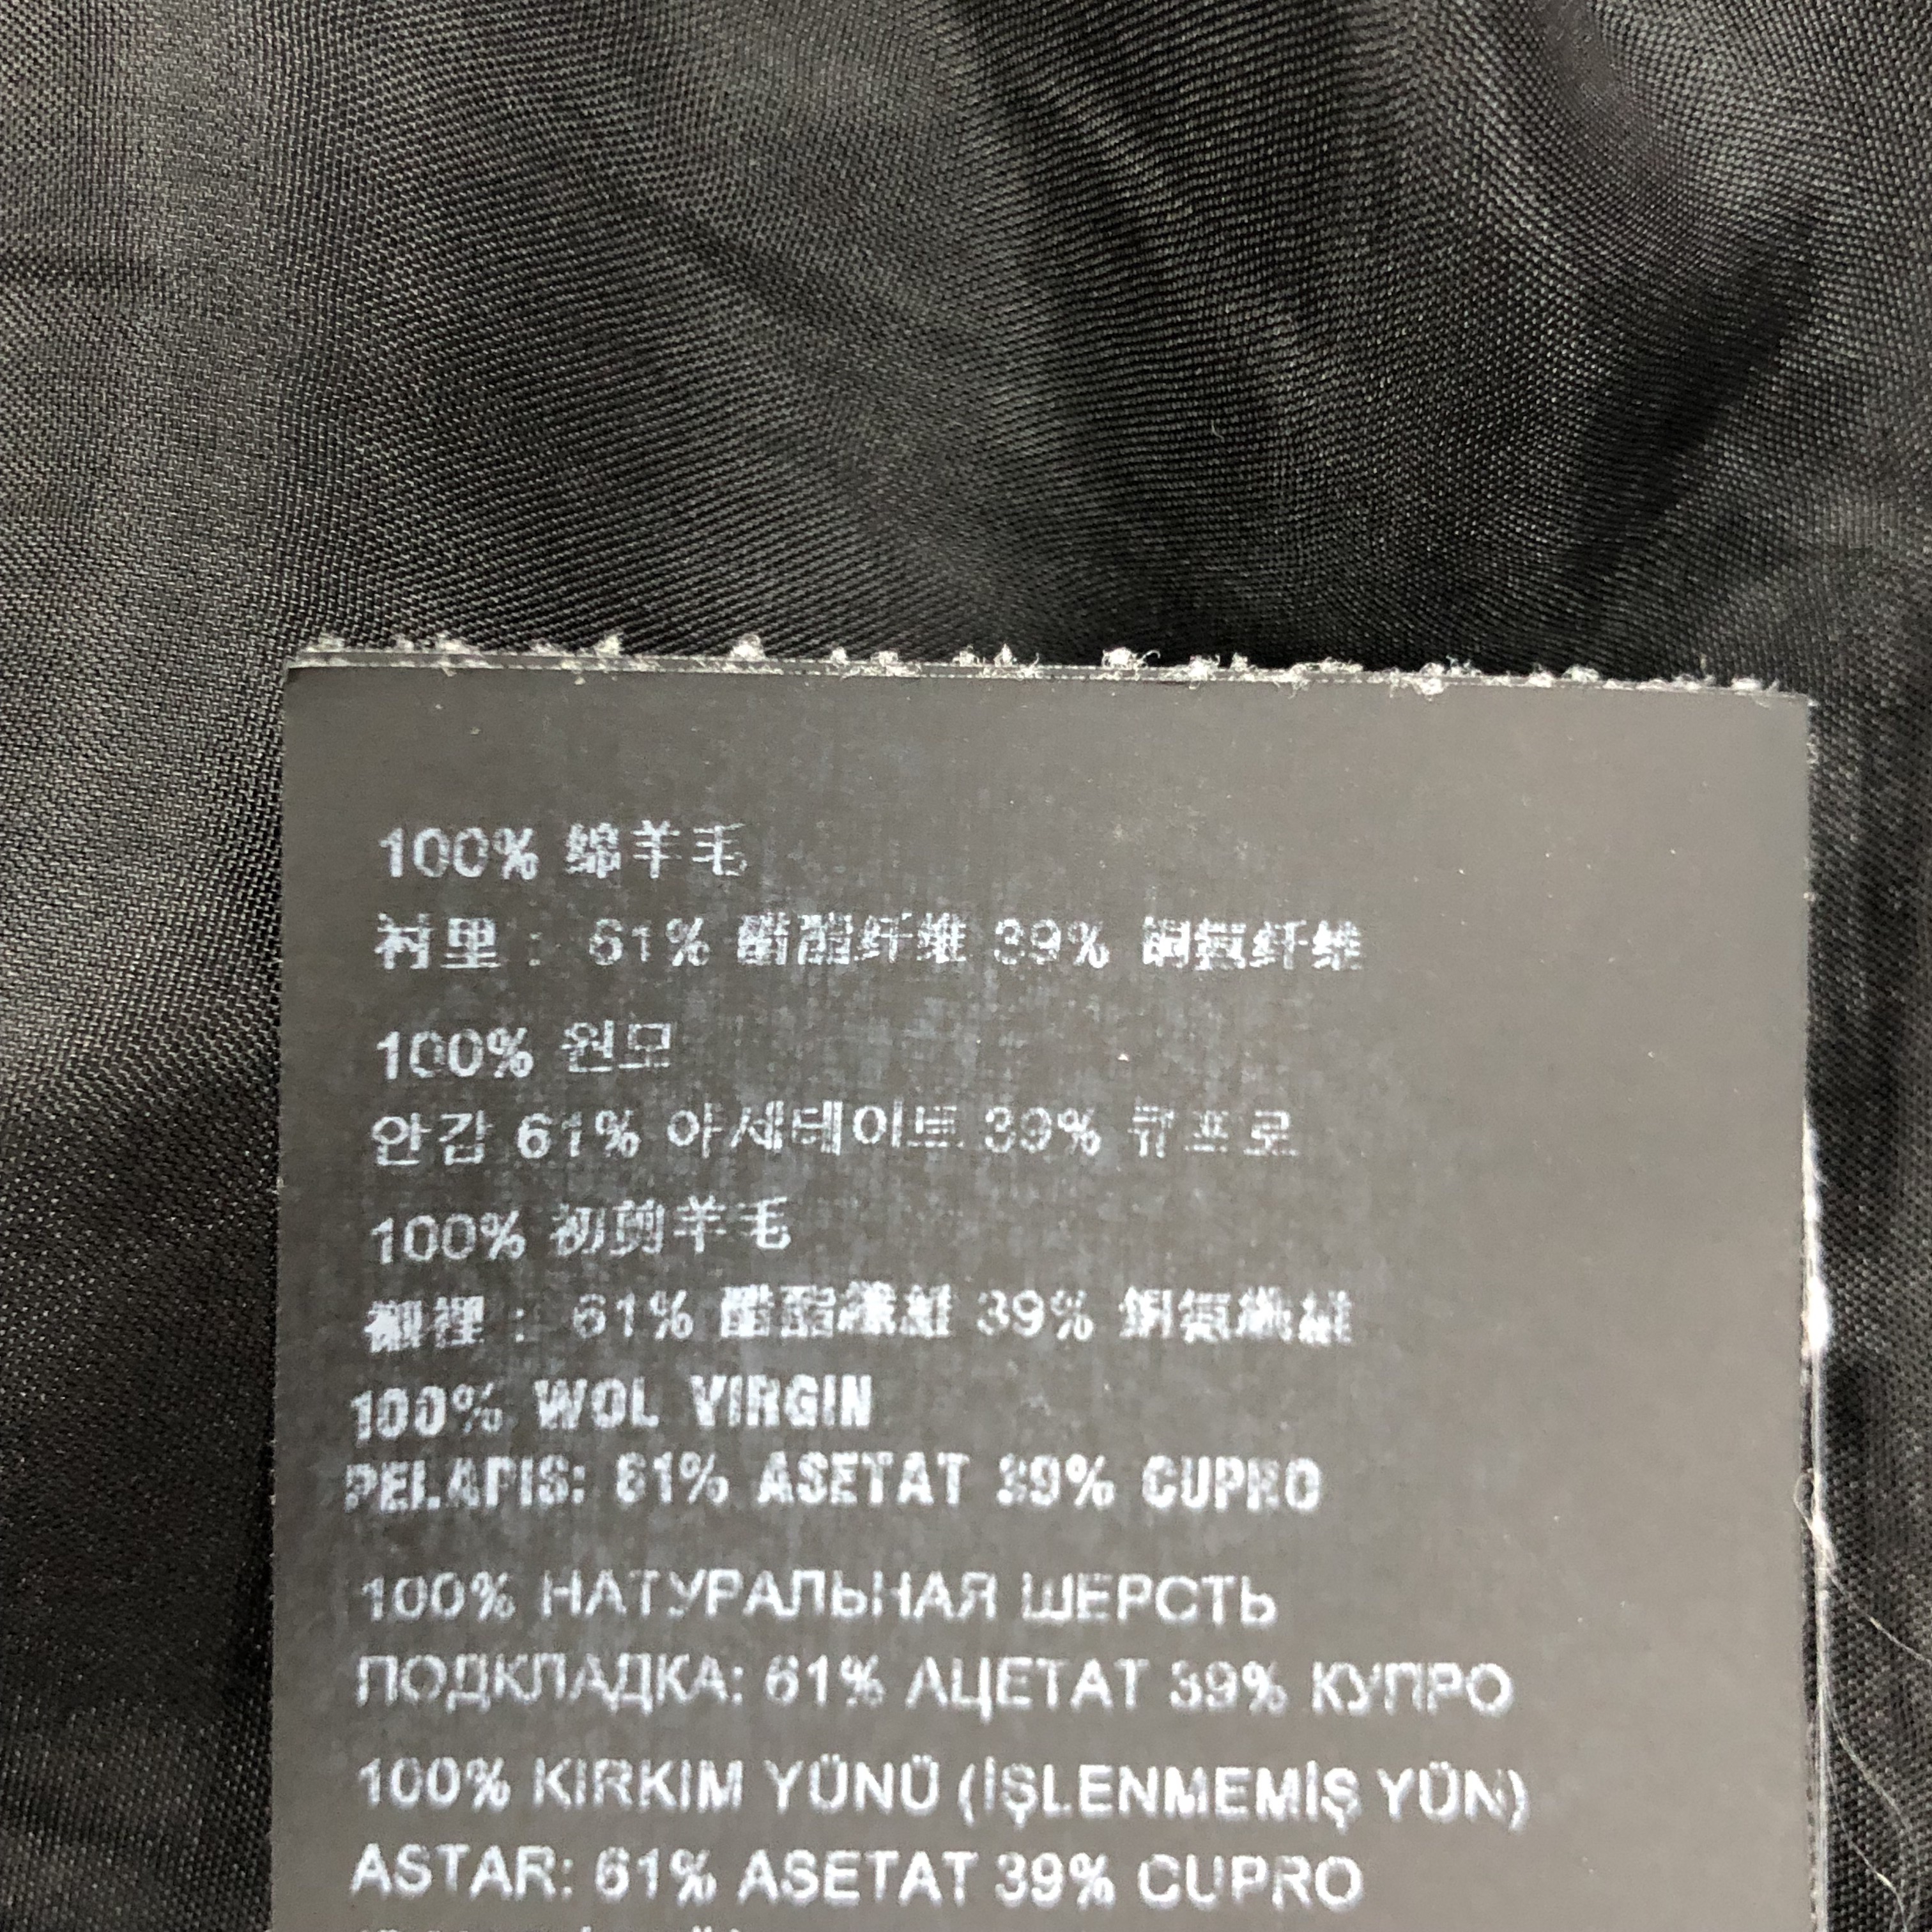 100% 绵羊毛
衬里： 61% 醋酯纤维 39% 铜氨纤维
100% 원모
안감 61% 아세테이트 39% 큐프로
100% 初剪羊毛
襯裡： 61% 醋酯纖維 39% 銅氨纖維
100% WOL VIRGIN
PELAPIS: 61% ASETAT 39% CUPRO
100% НАТУРАЛЬНАЯ ШЕРСТЬ
ПОДКЛАДКА: 61% АЦЕТАТ 39% КУПРО
100% KIRKIM YÜNÜ (İŞLENMEMİŞ YÜN)
ASTAR: 61% ASETAT 39% CUPRO